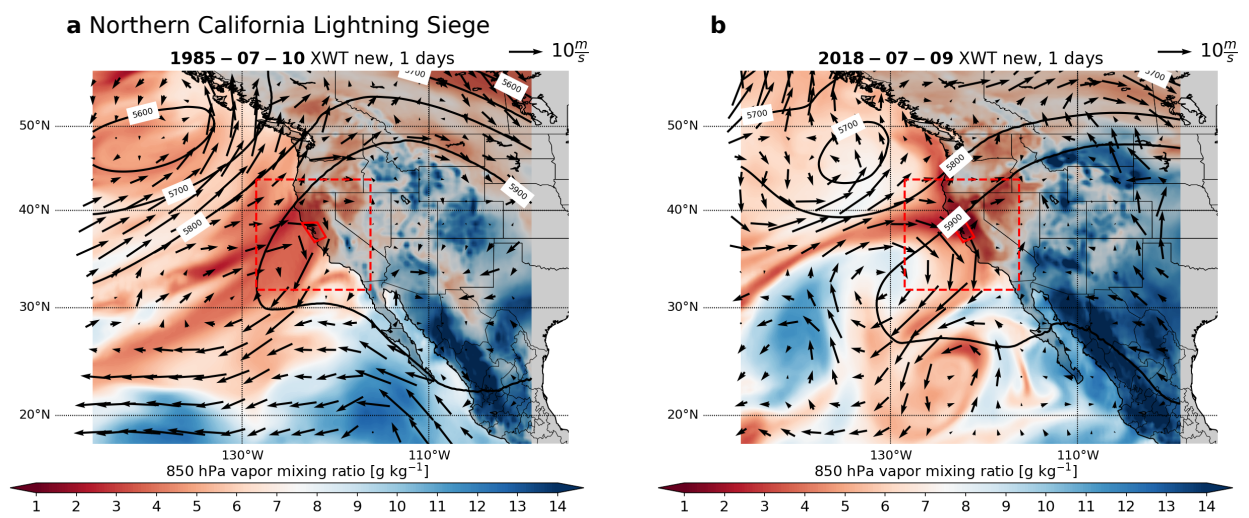 a Northern California Lightning Siege
1985 − 07 − 10 XWT new, 1 days
10 m/s
5700
5600
5600
50°N
5700
5900
40°N
5800
30°N
20°N
130°W
110°W
850 hPa vapor mixing ratio [g kg⁻¹]
1 2 3 4 5 6 7 8 9 10 11 12 13 14
b
2018 − 07 − 09 XWT new, 1 days
10 m/s
5700
5700
5700
50°N
5800
40°N
5900
30°N
20°N
130°W
110°W
850 hPa vapor mixing ratio [g kg⁻¹]
1 2 3 4 5 6 7 8 9 10 11 12 13 14